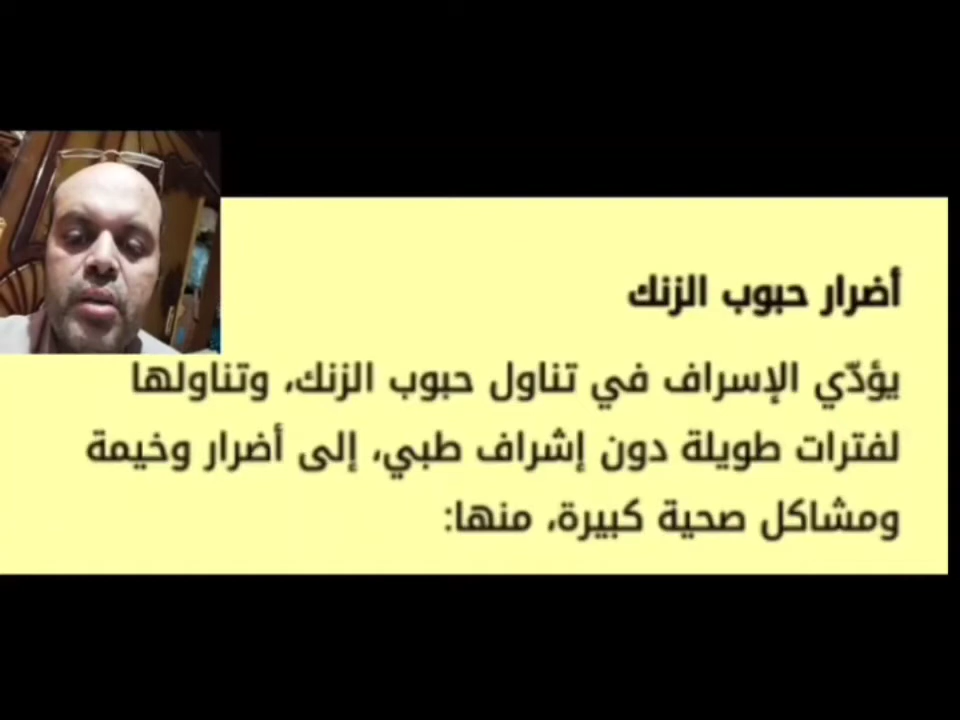 أضرار حبوب الزنك
يؤدّي الإسراف في تناول حبوب الزنك، وتناولها
لفترات طويلة دون إشراف طبي، إلى أضرار وخيمة
ومشاكل صحية كبيرة، منها: